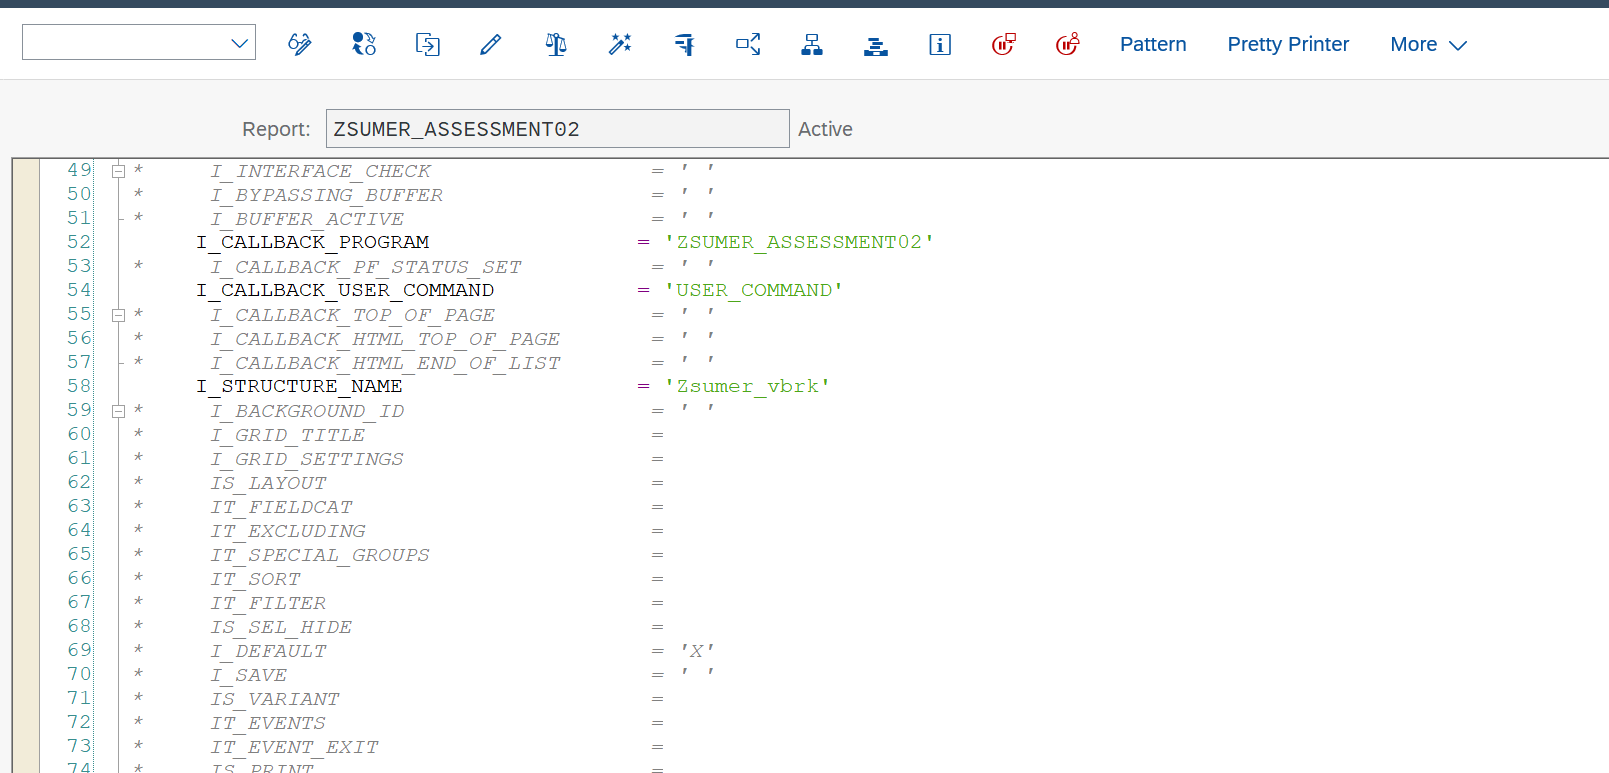 Pattern Pretty Printer More
Report: ZSUMER_ASSESSMENT02 Active
49 * I_INTERFACE_CHECK = ' '
50 * I_BYPASSING_BUFFER = ' '
51 * I_BUFFER_ACTIVE = ' '
52 I_CALLBACK_PROGRAM = 'ZSUMER_ASSESSMENT02'
53 * I_CALLBACK_PF_STATUS_SET = ' '
54 I_CALLBACK_USER_COMMAND = 'USER_COMMAND'
55 * I_CALLBACK_TOP_OF_PAGE = ' '
56 * I_CALLBACK_HTML_TOP_OF_PAGE = ' '
57 * I_CALLBACK_HTML_END_OF_LIST = ' '
58 I_STRUCTURE_NAME = 'Zsumer_vbrk'
59 * I_BACKGROUND_ID = ' '
60 * I_GRID_TITLE =
61 * I_GRID_SETTINGS =
62 * IS_LAYOUT =
63 * IT_FIELDCAT =
64 * IT_EXCLUDING =
65 * IT_SPECIAL_GROUPS =
66 * IT_SORT =
67 * IT_FILTER =
68 * IS_SEL_HIDE =
69 * I_DEFAULT = 'X'
70 * I_SAVE = ' '
71 * IS_VARIANT =
72 * IT_EVENTS =
73 * IT_EVENT_EXIT =
74 * IS_PRINT =